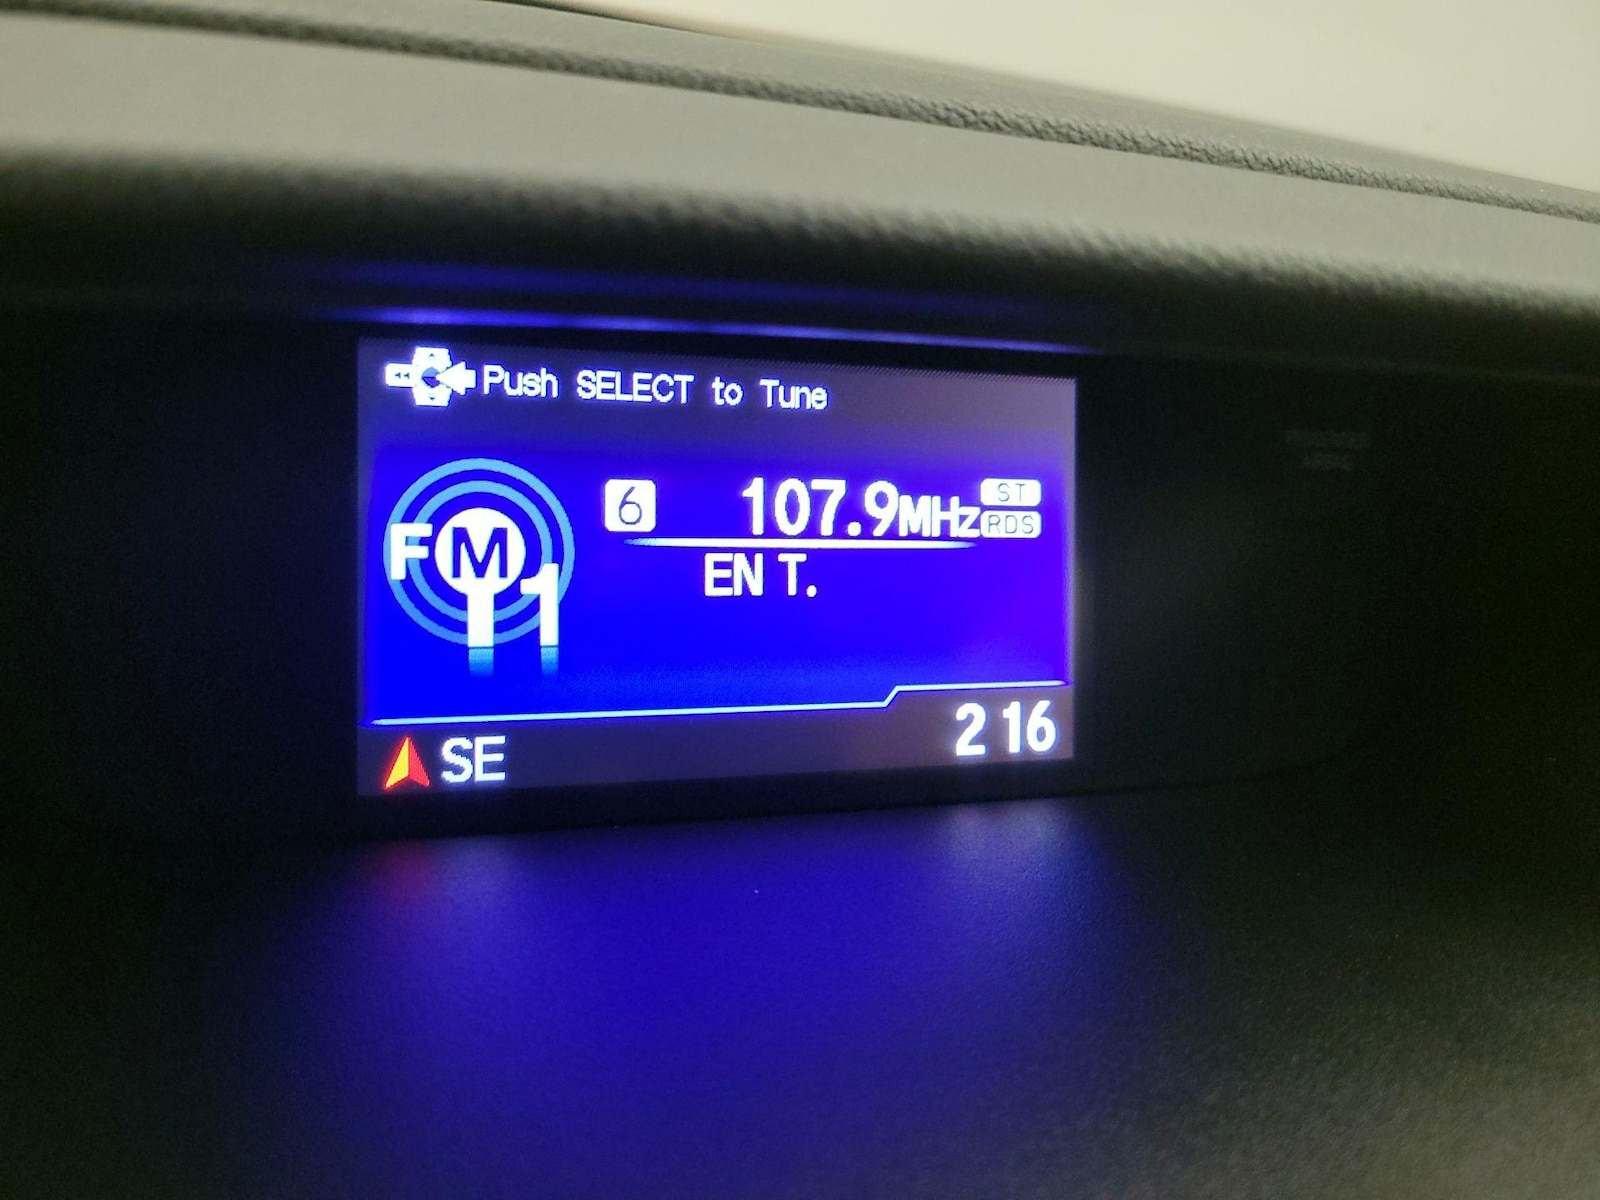 Push SELECT to Tune
FM1
6 107.9MHz ST
RDS
EN T.
SE 2 16